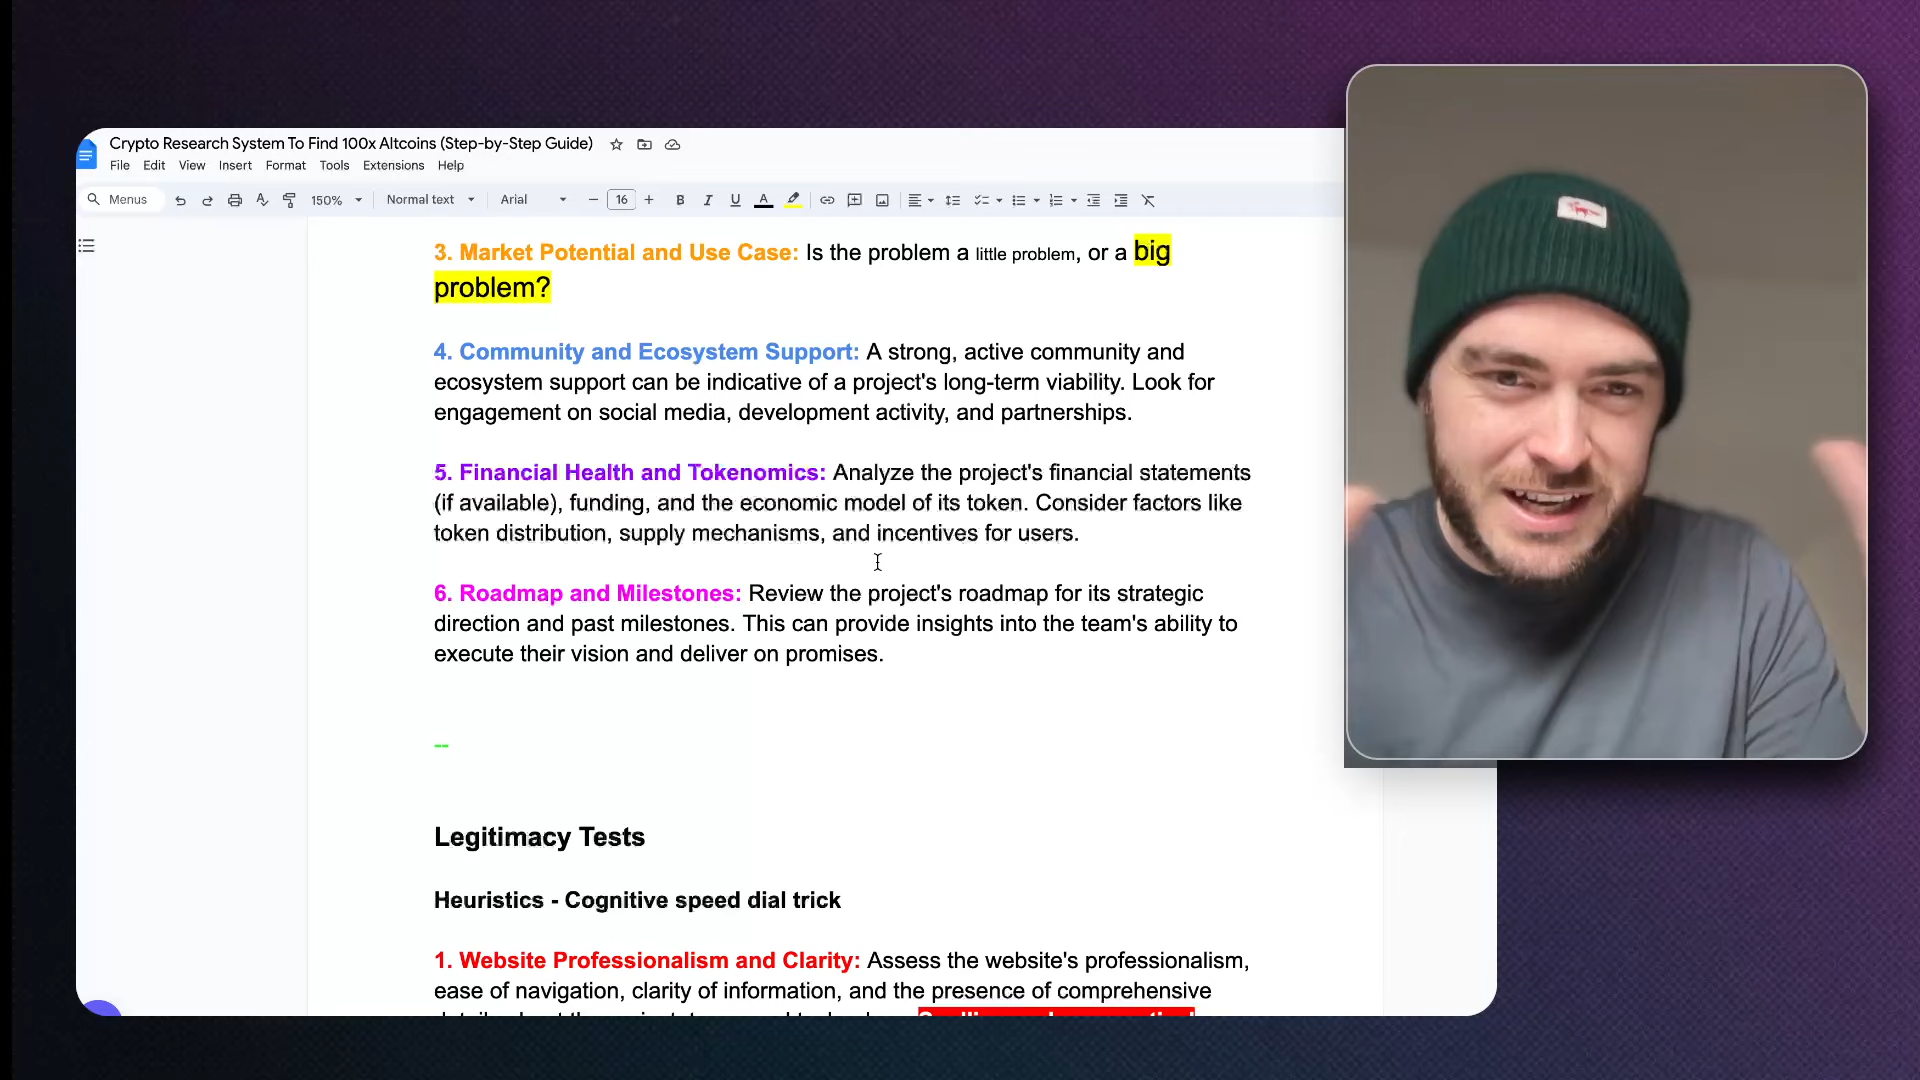 Crypto Research System To Find 100x Altcoins (Step-by-Step Guide)
File Edit View Insert Format Tools Extensions Help
Menus 150% Normal text Arial 16
3. Market Potential and Use Case: Is the problem a little problem, or a big
problem?
4. Community and Ecosystem Support: A strong, active community and
ecosystem support can be indicative of a project's long-term viability. Look for
engagement on social media, development activity, and partnerships.
5. Financial Health and Tokenomics: Analyze the project's financial statements
(if available), funding, and the economic model of its token. Consider factors like
token distribution, supply mechanisms, and incentives for users.
6. Roadmap and Milestones: Review the project's roadmap for its strategic
direction and past milestones. This can provide insights into the team's ability to
execute their vision and deliver on promises.
--
Legitimacy Tests
Heuristics - Cognitive speed dial trick
1. Website Professionalism and Clarity: Assess the website's professionalism,
ease of navigation, clarity of information, and the presence of comprehensive